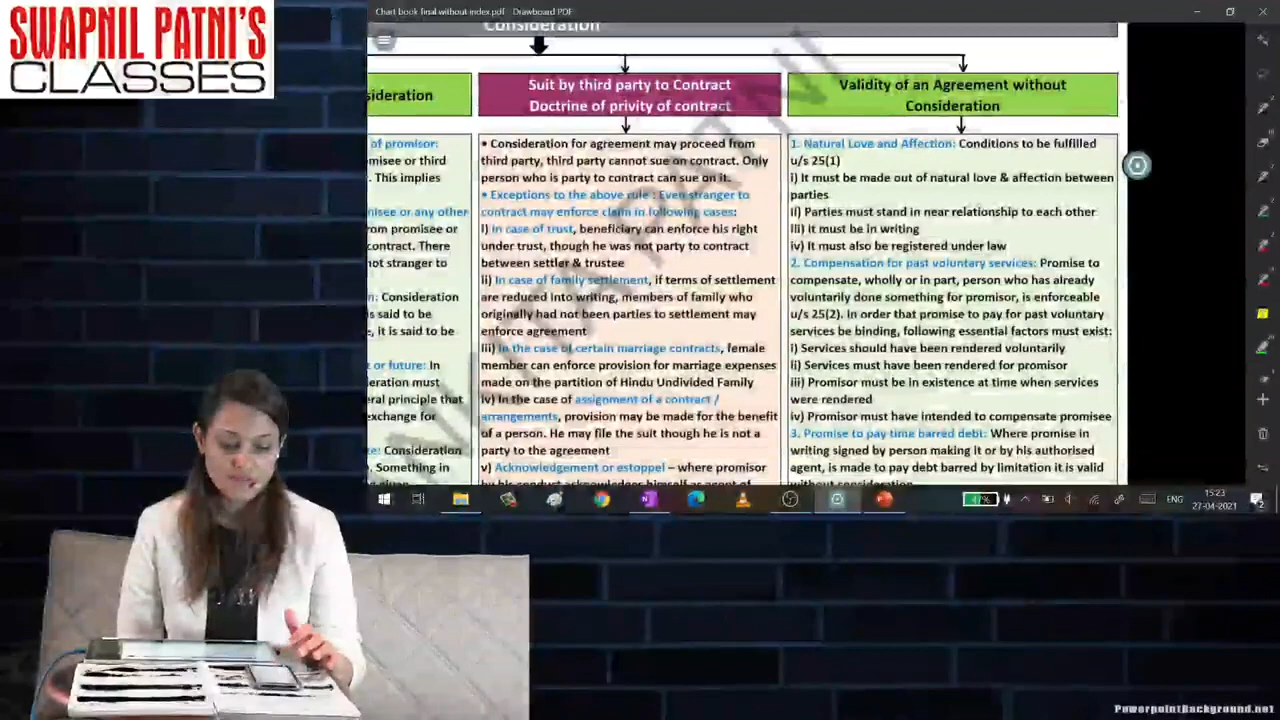 SWAPNIL PATNI'S
CLASSES
Chart book final without index.pdf - Drawboard PDF
Consideration
sideration
of promisor:
misee or third
. This implies
misee or any other
rom promisor or
contract. There
not stranger to
n: Consideration
is said to be
e, it is said to be
t or future: In
deration must
eral principle that
exchange for
e: Consideration
. Something in
Suit by third party to Contract
Doctrine of privity of contract
• Consideration for agreement may proceed from
third party, third party cannot sue on contract. Only
person who is party to contract can sue on it.
• Exceptions to the above rule : Even stranger to
contract may enforce claim in following cases:
i) In case of trust, beneficiary can enforce his right
under trust, though he was not party to contract
between settler & trustee
ii) In case of family settlement, if terms of settlement
are reduced into writing, members of family who
originally had not been parties to settlement may
enforce agreement
iii) In the case of certain marriage contracts, female
member can enforce provision for marriage expenses
made on the partition of Hindu Undivided Family
iv) In the case of assignment of a contract /
arrangements, provision may be made for the benefit
of a person. He may file the suit though he is not a
party to the agreement
v) Acknowledgement or estoppel – where promisor
by his conduct acknowledges himself as agent of
Validity of an Agreement without
Consideration
1. Natural Love and Affection: Conditions to be fulfilled
u/s 25(1)
i) It must be made out of natural love & affection between
parties
ii) Parties must stand in near relationship to each other
iii) It must be in writing
iv) It must also be registered under law
2. Compensation for past voluntary services: Promise to
compensate, wholly or in part, person who has already
voluntarily done something for promisor, is enforceable
u/s 25(2). In order that promise to pay for past voluntary
services be binding, following essential factors must exist:
i) Services should have been rendered voluntarily
ii) Services must have been rendered for promisor
iii) Promisor must be in existence at time when services
were rendered
iv) Promisor must have intended to compensate promisee
3. Promise to pay time barred debt: Where promise in
writing signed by person making it or by his authorised
agent, is made to pay debt barred by limitation it is valid
without consideration
ENG
15:23
27-04-2021
PowerpointBackground.net